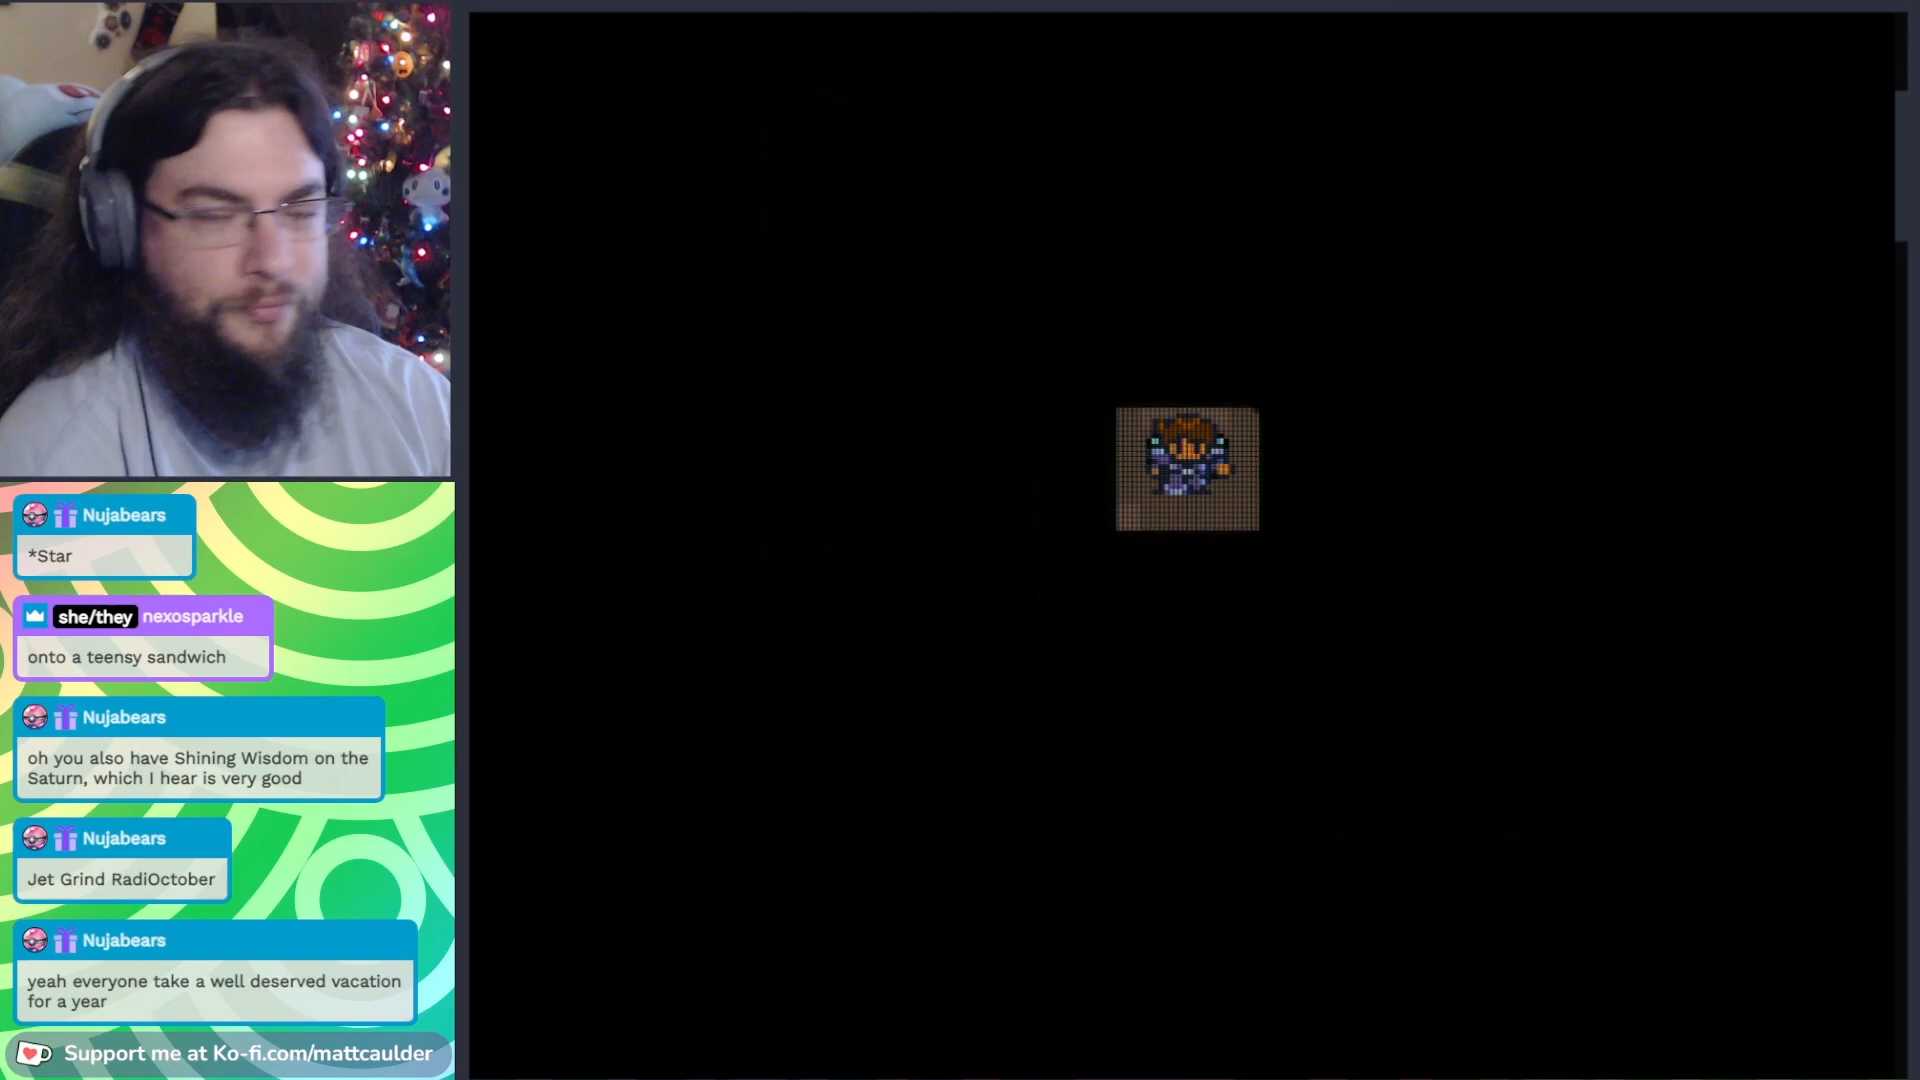 Nujabears
*Star
she/they nexosparkle
onto a teensy sandwich
Nujabears
oh you also have Shining Wisdom on the
Saturn, which I hear is very good
Nujabears
Jet Grind RadiOctober
Nujabears
yeah everyone take a well deserved vacation
for a year
Support me at Ko-fi.com/mattcaulder